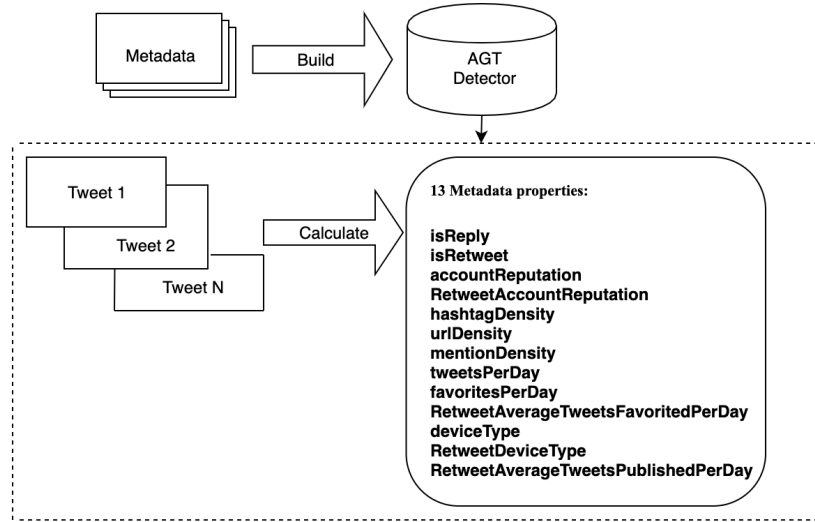 Metadata
Build
AGT
Detector
Tweet 1
Tweet 2
Tweet N
Calculate
13 Metadata properties:
isReply
isRetweet
accountReputation
RetweetAccountReputation
hashtagDensity
urlDensity
mentionDensity
tweetsPerDay
favoritesPerDay
RetweetAverageTweetsFavoritedPerDay
deviceType
RetweetDeviceType
RetweetAverageTweetsPublishedPerDay